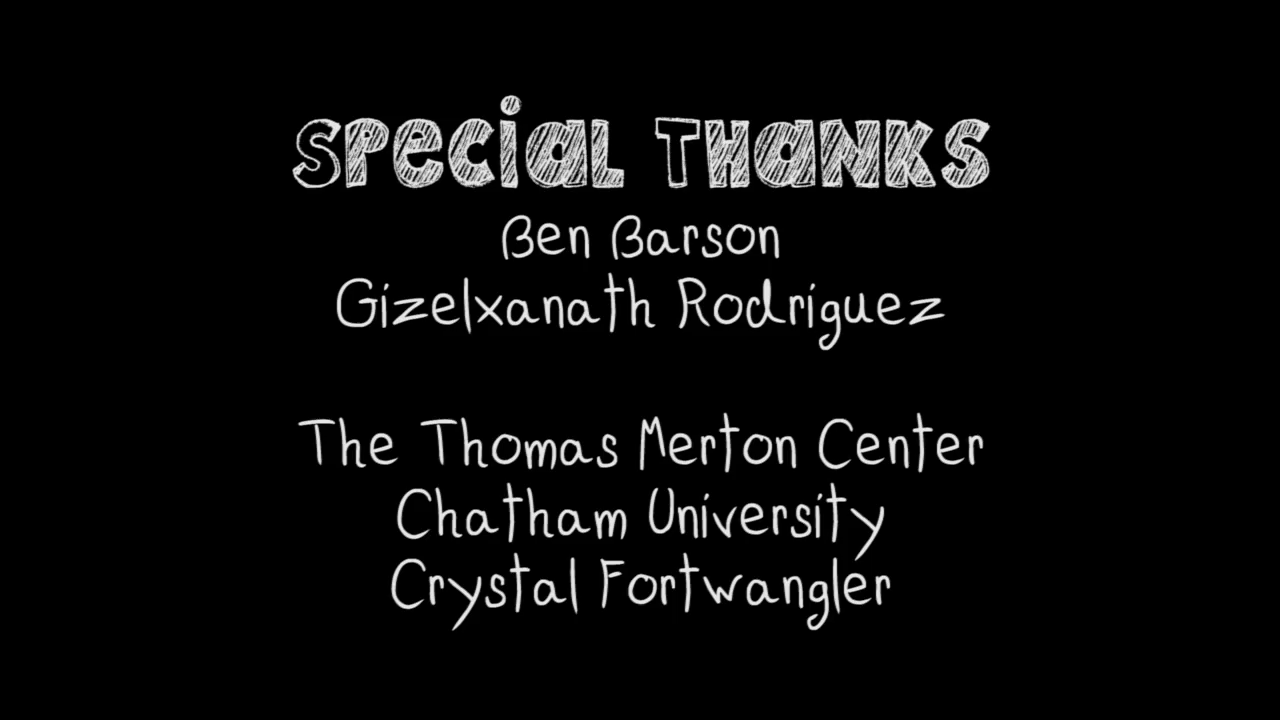 Special Thanks
Ben Barson
Gizelxanath Rodriguez
The Thomas Merton Center
Chatham University
Crystal Fortwangler